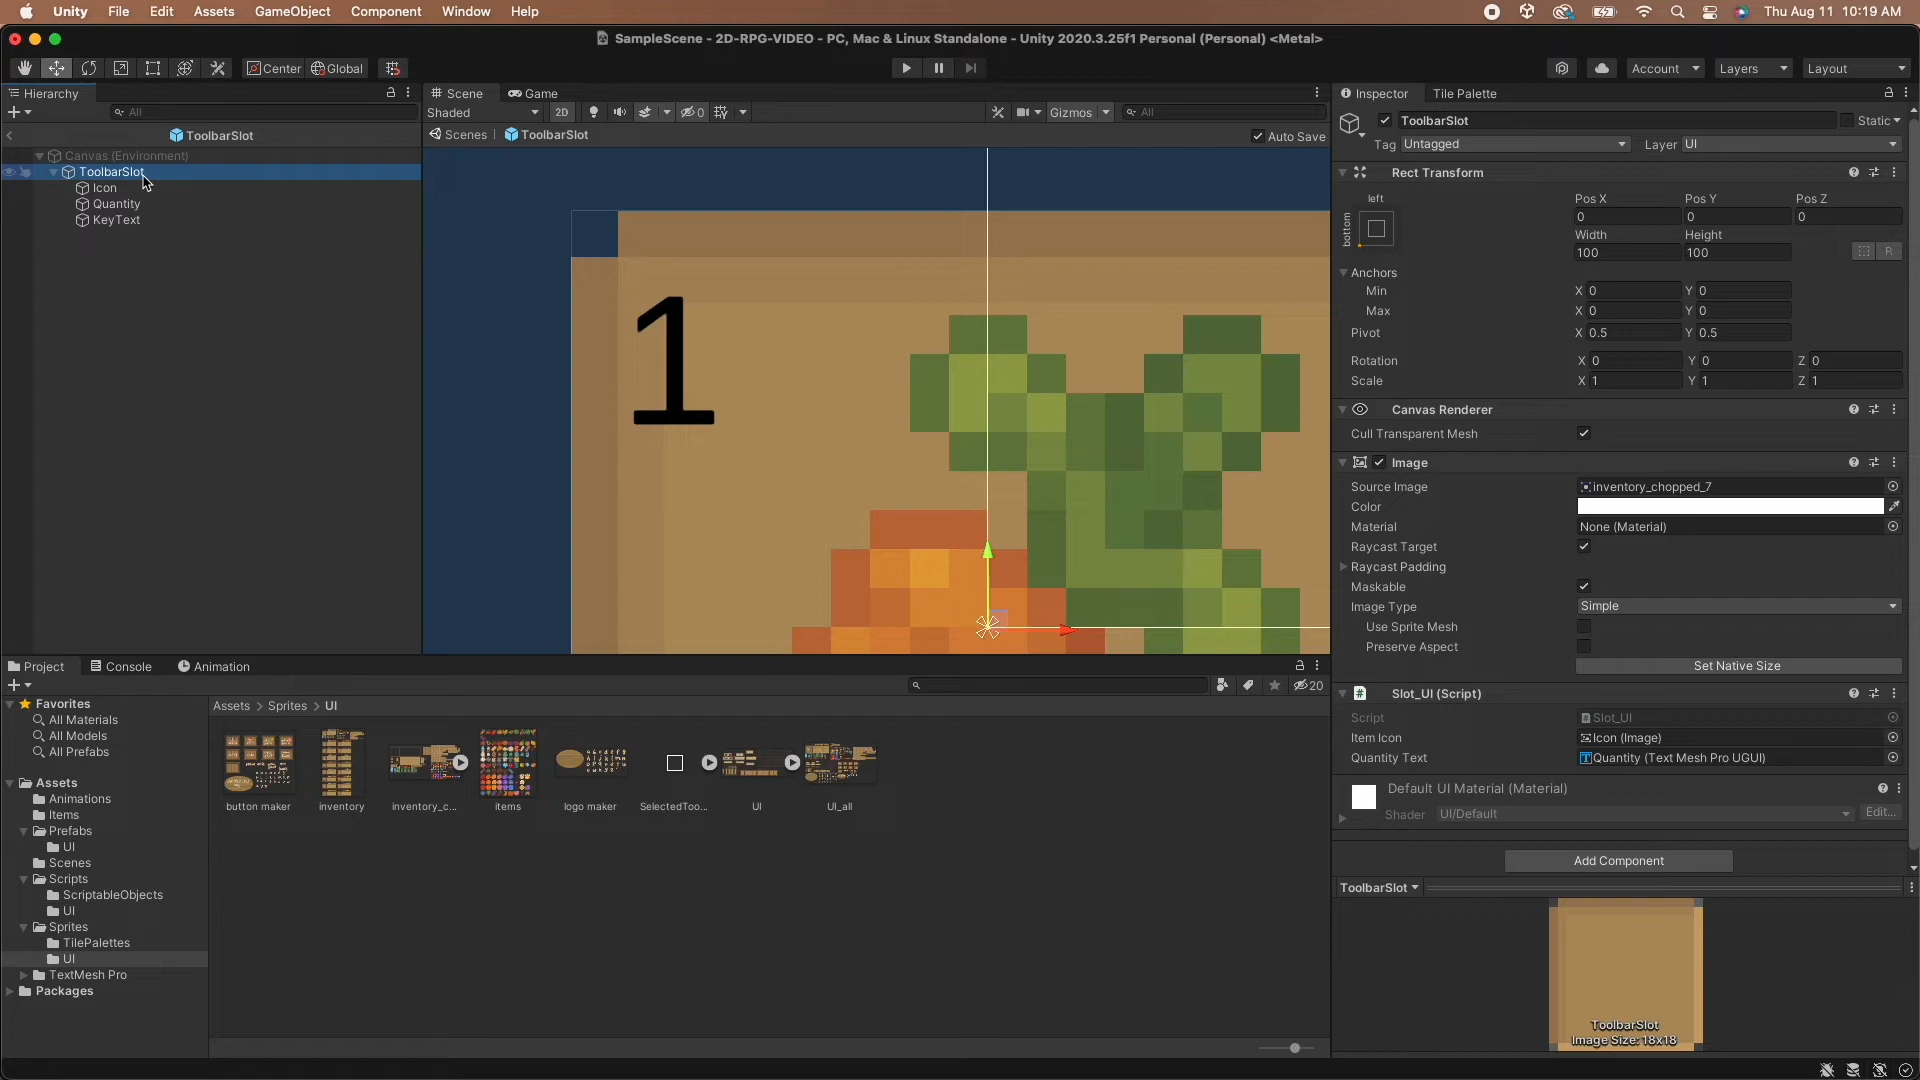 Unity File Edit Assets GameObject Component Window Help Thu Aug 11 10:19 AM
SampleScene - 2D-RPG-VIDEO - PC, Mac & Linux Standalone - Unity 2020.3.25f1 Personal (Personal) <Metal>
Center Global Account Layers Layout
Hierarchy
All
ToolbarSlot
Canvas (Environment)
ToolbarSlot
Icon
Quantity
KeyText
Scene Game
Shaded 2D 0 Gizmos All
Scenes ToolbarSlot Auto Save
1
Inspector Tile Palette
ToolbarSlot Static
Tag Untagged Layer UI
Rect Transform
left Pos X Pos Y Pos Z
bottom 0 0 0
Width Height
100 100 R
Anchors
Min X 0 Y 0
Max X 0 Y 0
Pivot X 0.5 Y 0.5
Rotation X 0 Y 0 Z 0
Scale X 1 Y 1 Z 1
Canvas Renderer
Cull Transparent Mesh
Image
Source Image inventory_chopped_7
Color
Material None (Material)
Raycast Target
Raycast Padding
Maskable
Image Type Simple
Use Sprite Mesh
Preserve Aspect
Set Native Size
Slot_UI (Script)
Script Slot_UI
Item Icon Icon (Image)
Quantity Text Quantity (Text Mesh Pro UGUI)
Default UI Material (Material)
Shader UI/Default Edit...
Add Component
ToolbarSlot
ToolbarSlot
Image Size: 18x18
Project Console Animation
20
Favorites
All Materials
All Models
All Prefabs
Assets
Animations
Items
Prefabs
UI
Scenes
Scripts
ScriptableObjects
UI
Sprites
TilePalettes
UI
TextMesh Pro
Packages
Assets > Sprites > UI
button maker inventory inventory_c... items logo maker SelectedToo... UI UI_all